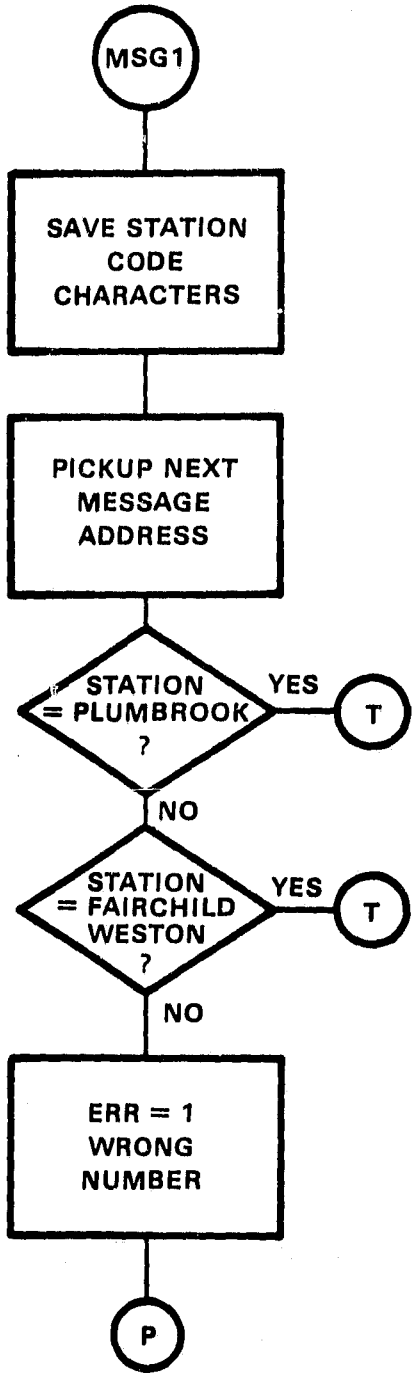 MSG1
SAVE STATION
CODE
CHARACTERS
PICKUP NEXT
MESSAGE
ADDRESS
STATION
= PLUMBROOK
?
YES
T
NO
STATION
= FAIRCHILD
WESTON
?
YES
T
NO
ERR = 1
WRONG
NUMBER
P